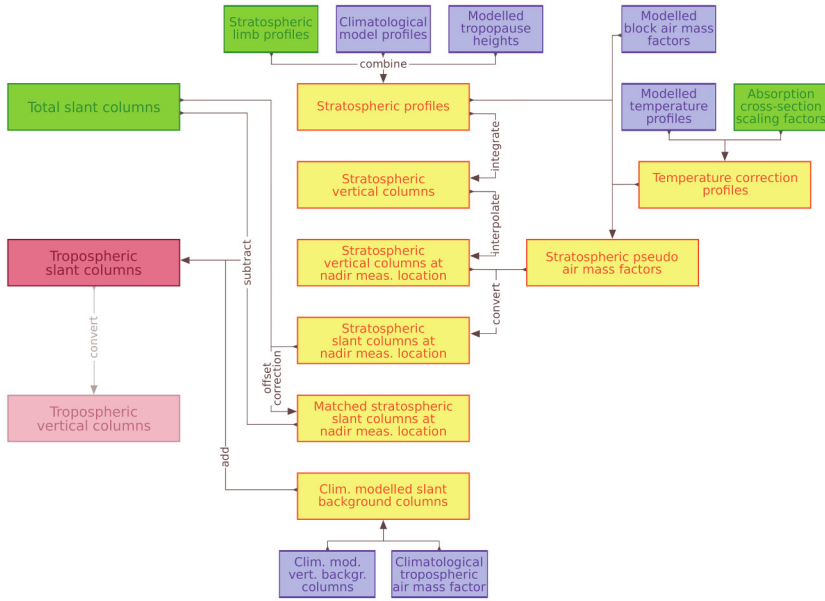 Stratospheric
limb profiles
Climatological
model profiles
Modelled
tropopause
heights
Modelled
block air mass
factors
combine
Total slant columns
Stratospheric profiles
Modelled
temperature
profiles
Absorption
cross-section
scaling factors
integrate
Stratospheric
vertical columns
Temperature correction
profiles
interpolate
subtract
Tropospheric
slant columns
Stratospheric
vertical columns at
nadir meas. location
Stratospheric pseudo
air mass factors
convert
convert
Stratospheric
slant columns at
nadir meas. location
offset
correction
Tropospheric
vertical columns
Matched stratospheric
slant columns at
nadir meas. location
add
Clim. modelled slant
background columns
Clim. mod.
vert. backgr.
columns
Climatological
tropospheric
air mass factor